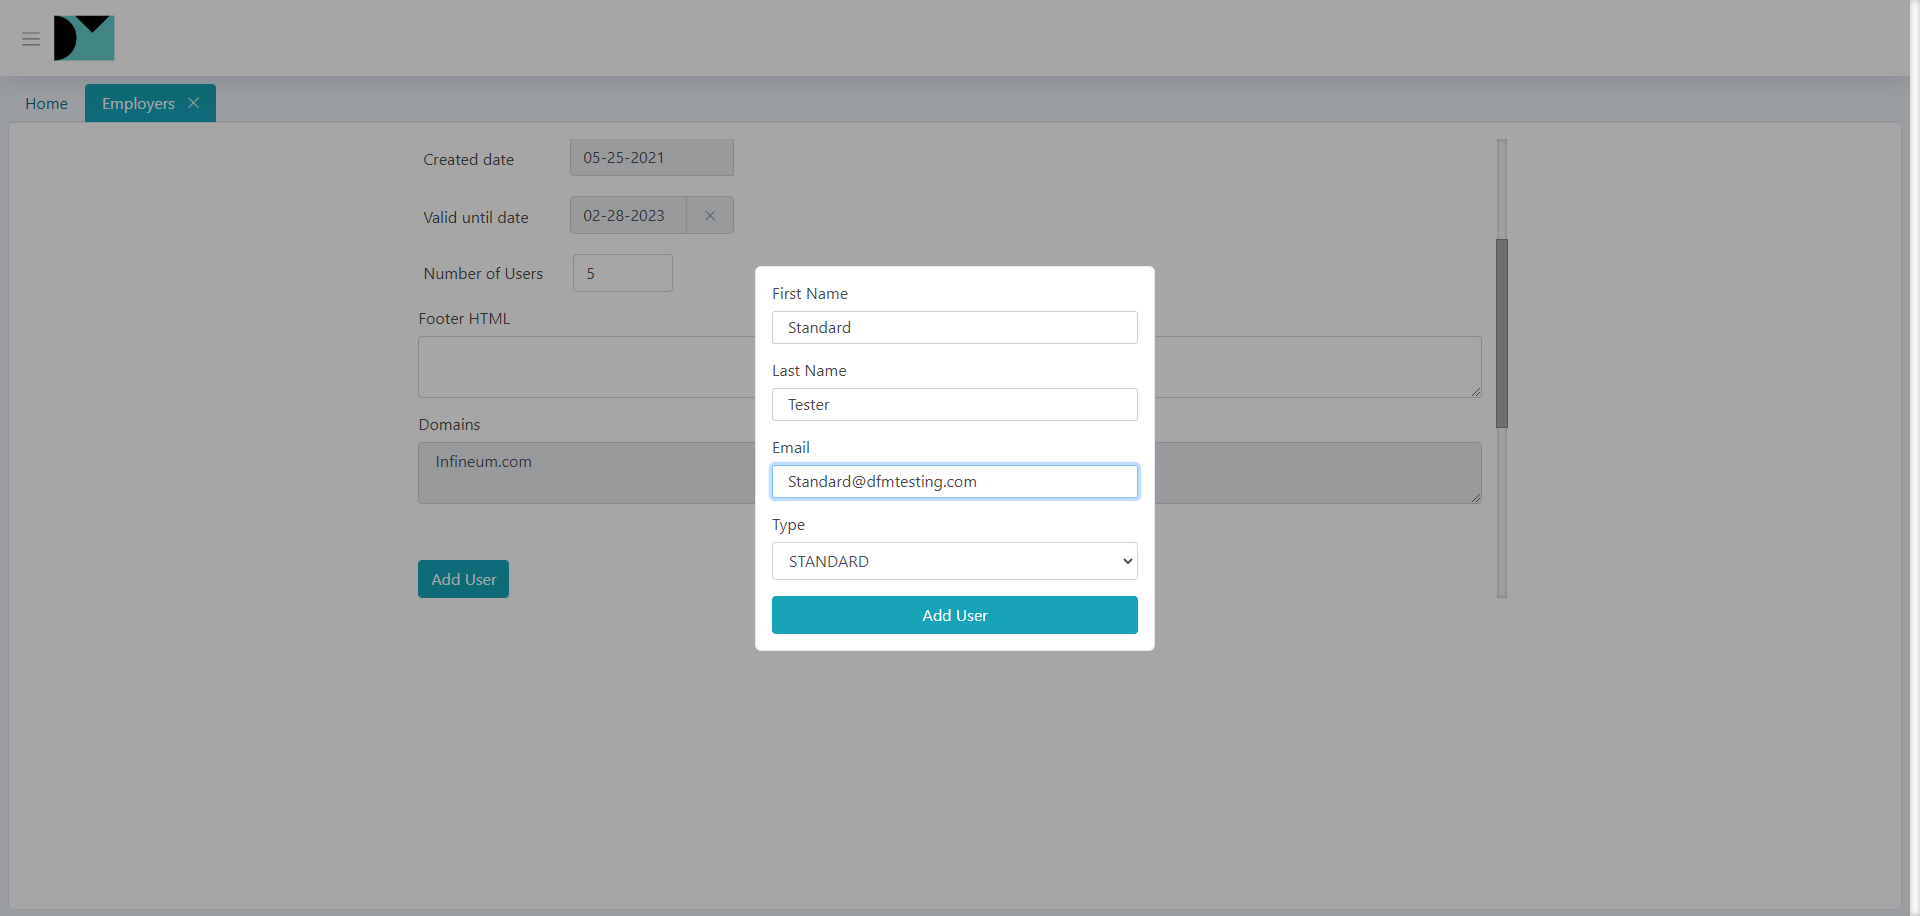 Home
Employers
Created date
05-25-2021
Valid until date
02-28-2023
Number of Users
5
Footer HTML
Domains
Infineum.com
Add User
First Name
Standard
Last Name
Tester
Email
Standard@dfmtesting.com
Type
STANDARD
Add User